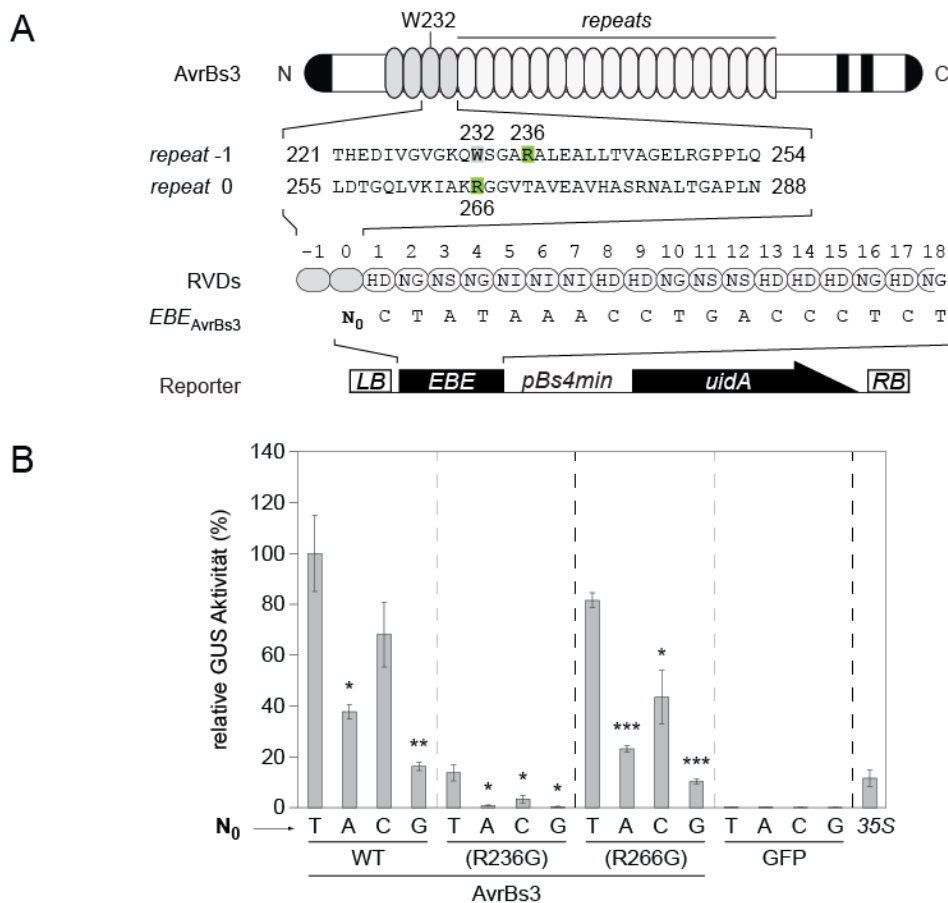 A
W232
repeats
AvrBs3 N C
232 236
repeat -1 221 THEDIVGVGKQWSGARALEALLTVAGELRGPPLQ 254
repeat 0 255 LDTGQLVKIAKRGGVTAVEAVHASRNALTGAPLN 288
266
-1 0 1 2 3 4 5 6 7 8 9 10 11 12 13 14 15 16 17 18
RVDs HD NG NS NG NI NI NI HD HD NG NS NS HD HD HD NG HD NG
EBEAvrBs3 N0 C T A T A A A C C T G A C C C T C T
Reporter LB EBE pBs4min uidA RB
B
relative GUS Aktivität (%)
140
120
100
80
60
40
20
0
* ** * * * *** * ***
N0 T A C G T A C G T A C G T A C G 35S
WT (R236G) (R266G) GFP
AvrBs3